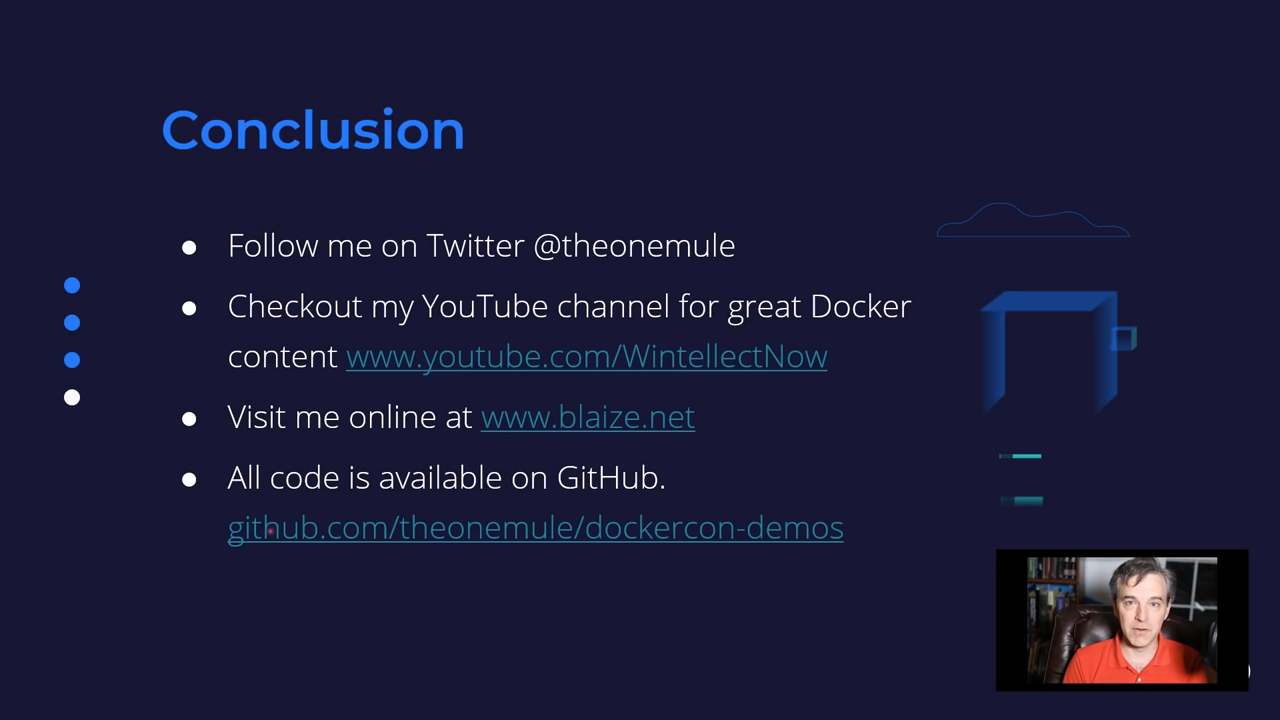 Conclusion
● Follow me on Twitter @theonemule
● Checkout my YouTube channel for great Docker
content www.youtube.com/WintellectNow
● Visit me online at www.blaize.net
● All code is available on GitHub.
github.com/theonemule/dockercon-demos